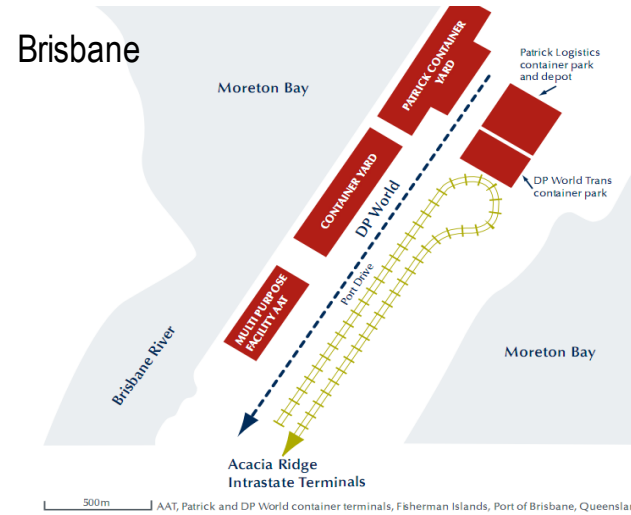 Brisbane
Moreton Bay
PATRICK CONTAINER
YARD
Patrick Logistics
container park
and depot
CONTAINER YARD
DP World
DP World Trans
container park
Port Drive
MULTI PURPOSE
FACILITY AAT
Brisbane River
Moreton Bay
Acacia Ridge
Intrastate Terminals
500m
AAT, Patrick and DP World container terminals, Fisherman Islands, Port of Brisbane, Queenslan